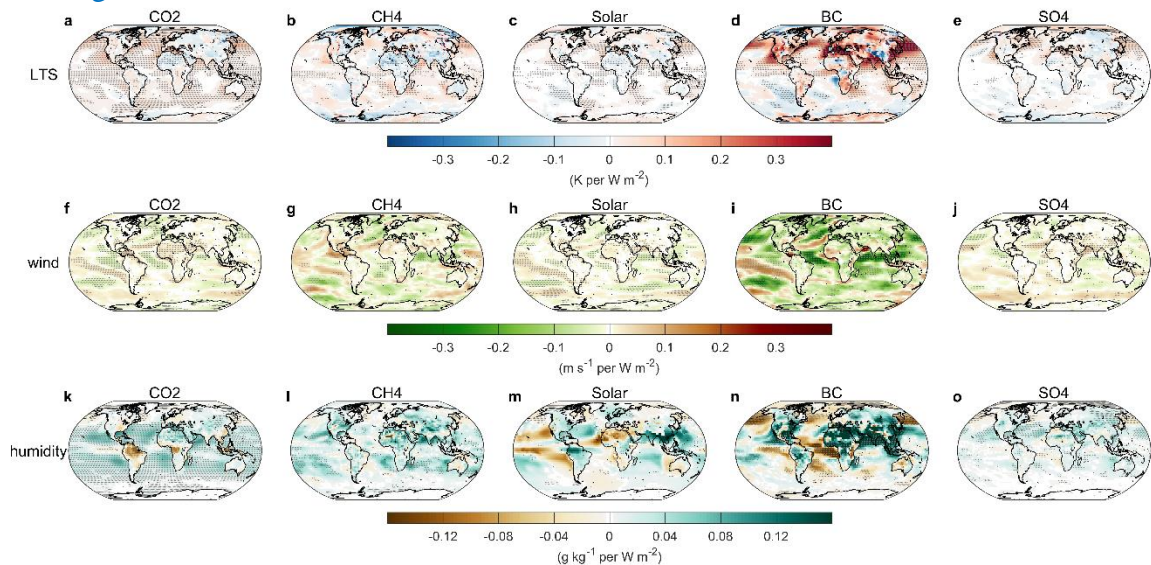 a CO2 b CH4 c Solar d BC e SO4
LTS
-0.3 -0.2 -0.1 0 0.1 0.2 0.3
(K per W m⁻²)
f CO2 g CH4 h Solar i BC j SO4
wind
-0.3 -0.2 -0.1 0 0.1 0.2 0.3
(m s⁻¹ per W m⁻²)
k CO2 l CH4 m Solar n BC o SO4
humidity
-0.12 -0.08 -0.04 0 0.04 0.08 0.12
(g kg⁻¹ per W m⁻²)